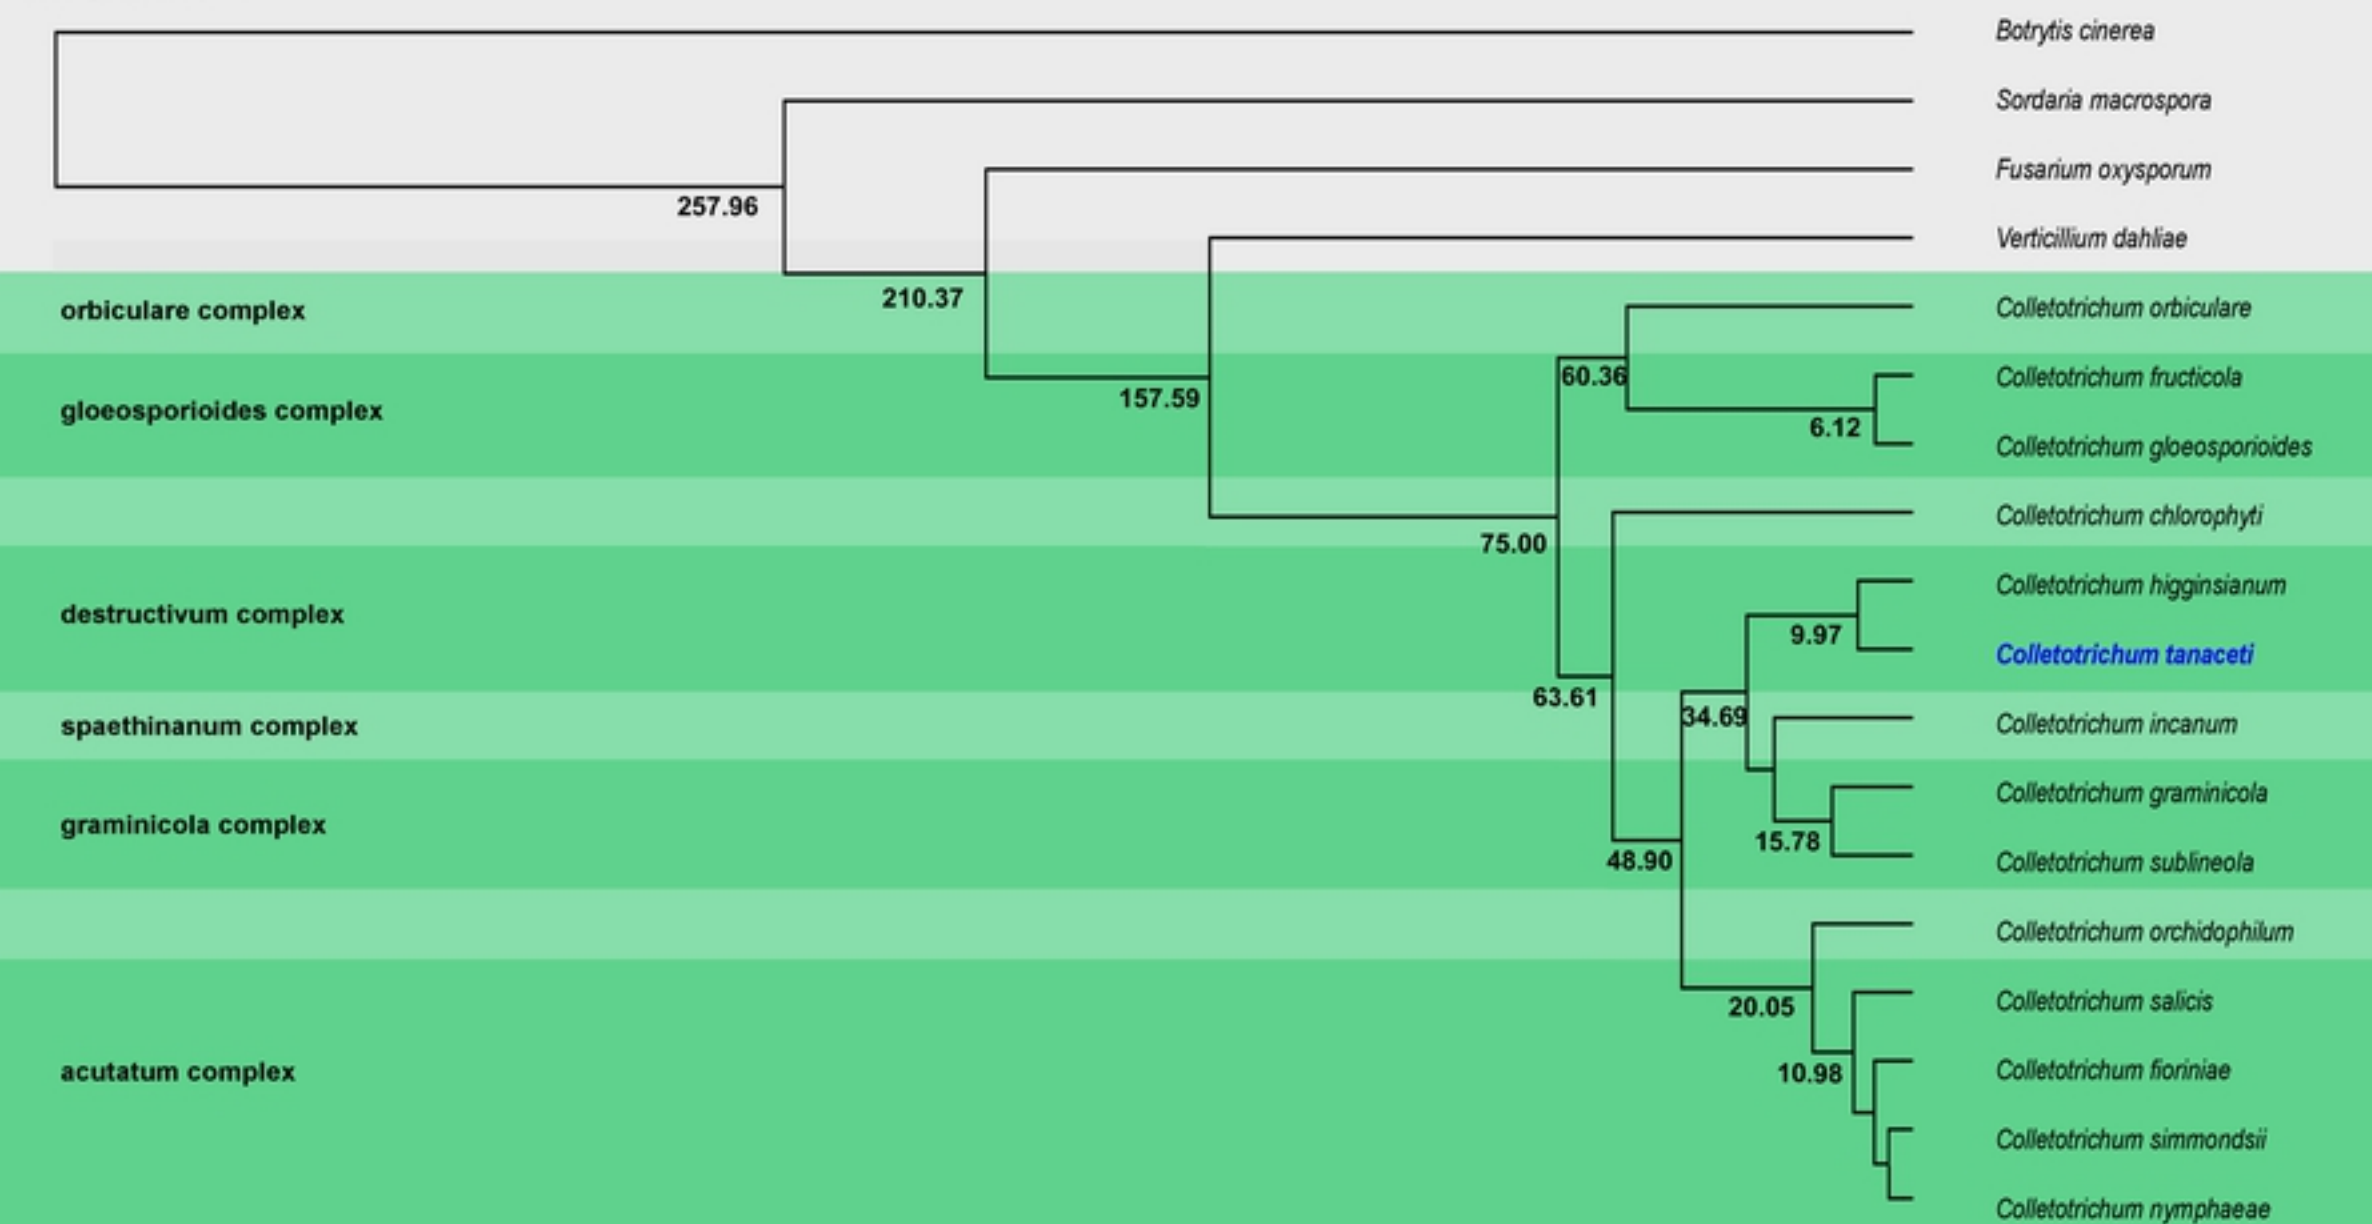 Botrytis cinerea
Sordaria macrospora
Fusarium oxysporum
257.96
Verticillium dahliae
210.37
orbiculare complex
Colletotrichum orbiculare
60.36
Colletotrichum fructicola
157.59
gloeosporioides complex
6.12
Colletotrichum gloeosporioides
Colletotrichum chlorophyti
75.00
Colletotrichum higginsianum
destructivum complex
9.97
Colletotrichum tanaceti
63.61
34.69
spaethinanum complex
Colletotrichum incanum
Colletotrichum graminicola
graminicola complex
15.78
48.90
Colletotrichum sublineola
Colletotrichum orchidophilum
20.05
Colletotrichum salicis
acutatum complex
10.98
Colletotrichum fioriniae
Colletotrichum simmondsii
Colletotrichum nymphaeae